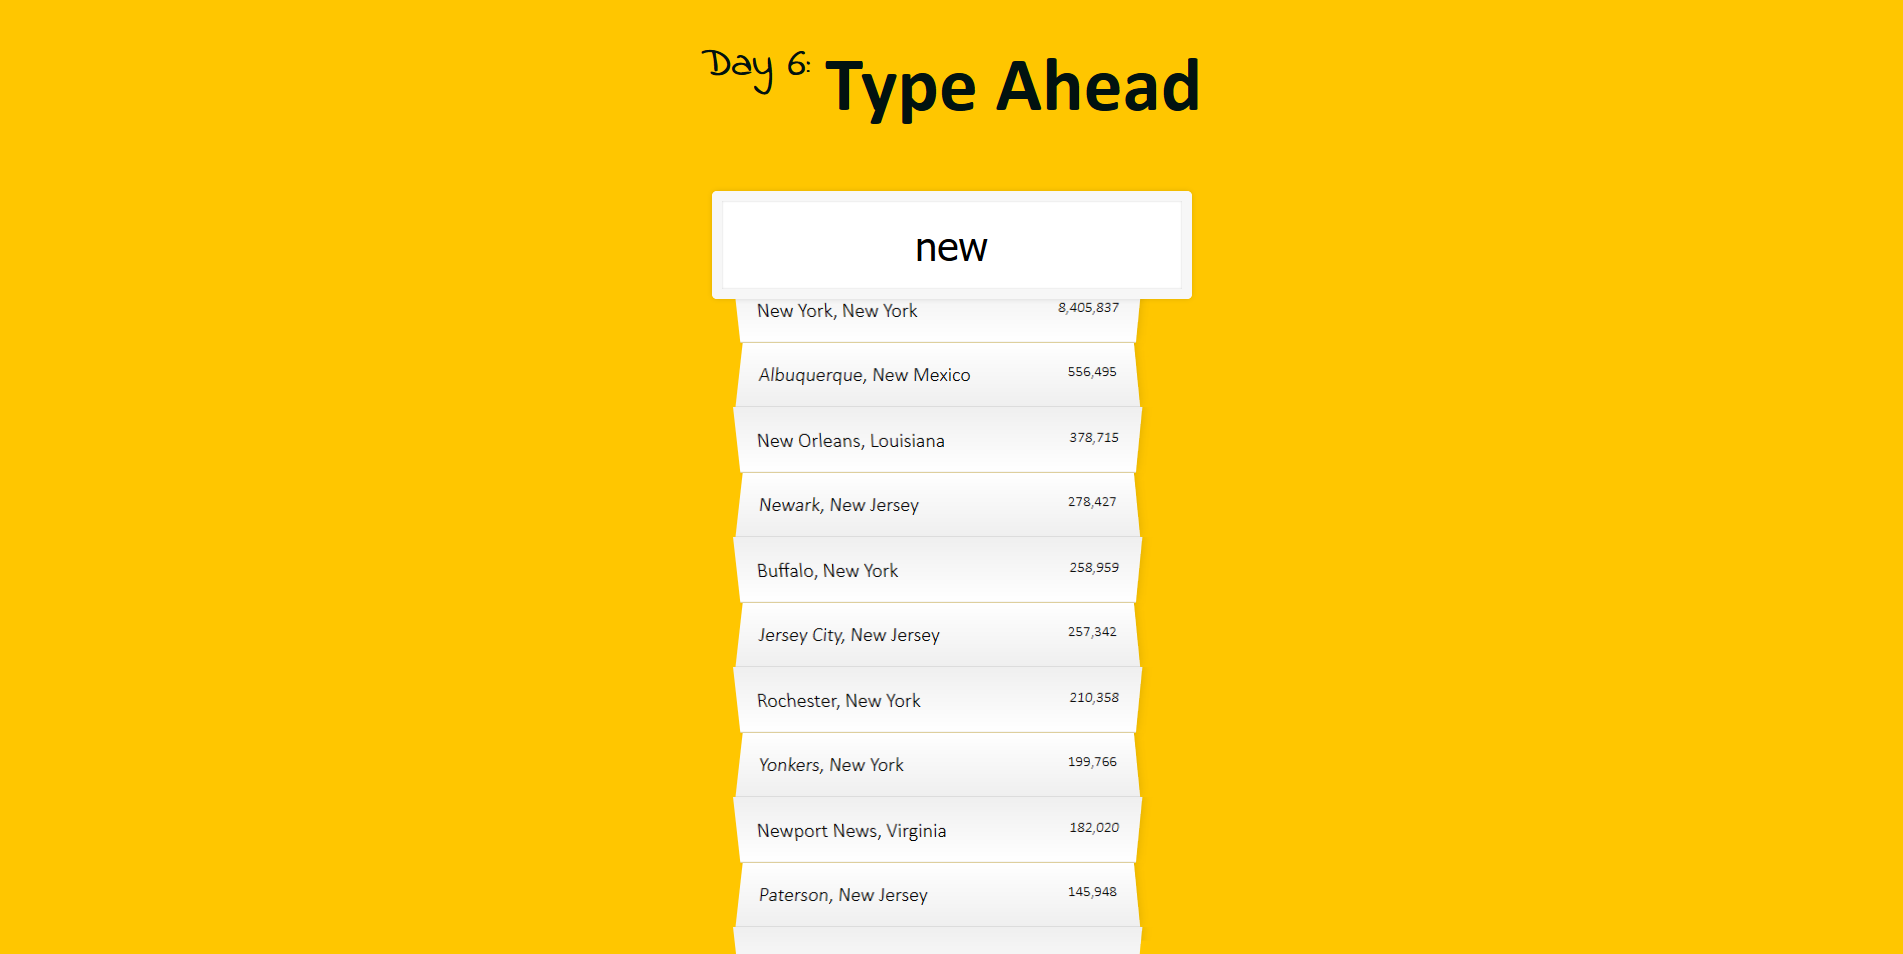 Day 6: Type Ahead
new
New York, New York 8,405,837
Albuquerque, New Mexico 556,495
New Orleans, Louisiana 378,715
Newark, New Jersey 278,427
Buffalo, New York 258,959
Jersey City, New Jersey 257,342
Rochester, New York 210,358
Yonkers, New York 199,766
Newport News, Virginia 182,020
Paterson, New Jersey 145,948